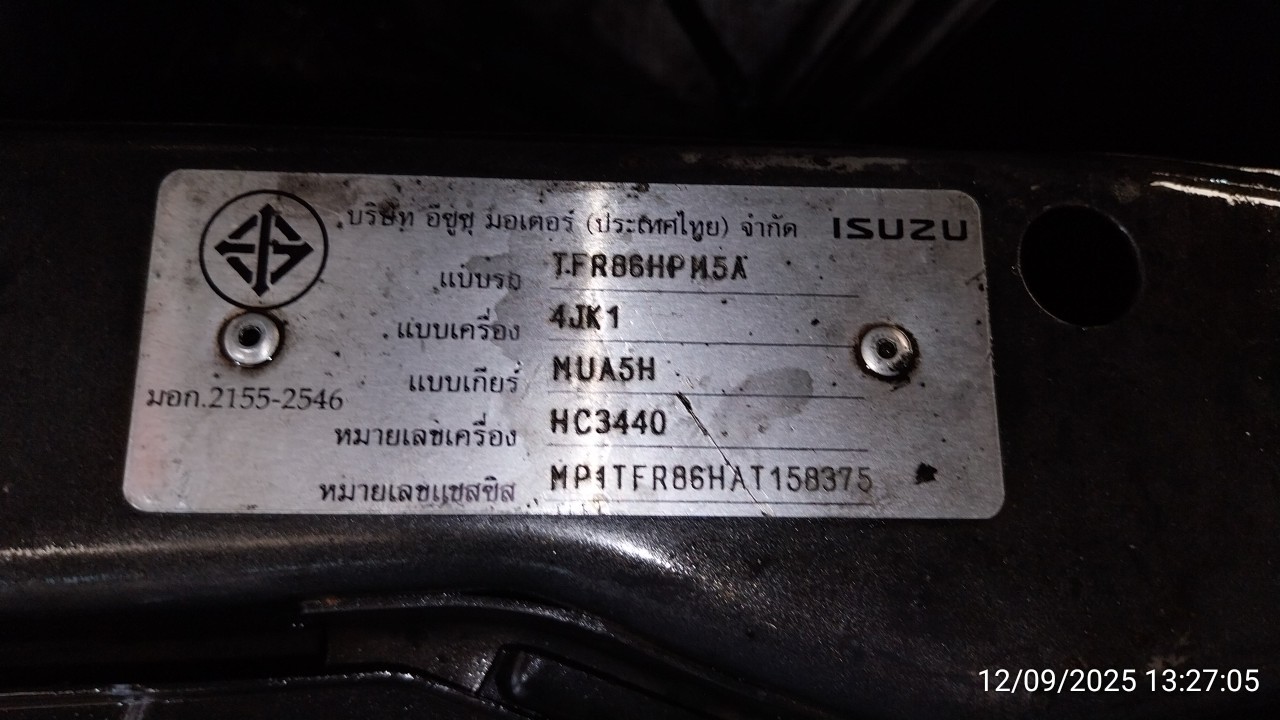 บริษัท อีซูซุ มอเตอร์ (ประเทศไทย) จำกัด ISUZU
แบบรถ TFR86HPM5A
แบบเครื่อง 4JK1
แบบเกียร์ MUA5H
มอก.2155-2546
หมายเลขเครื่อง HC3440
หมายเลขแชสซิส MP1TFR86HAT158375
12/09/2025 13:27:05